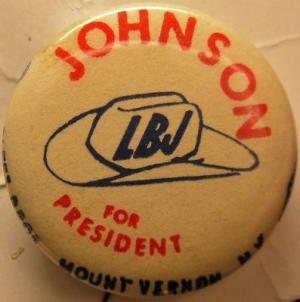 JOHNSON
LBJ
FOR
PRESIDENT
MOUNT VERNON, N.Y.